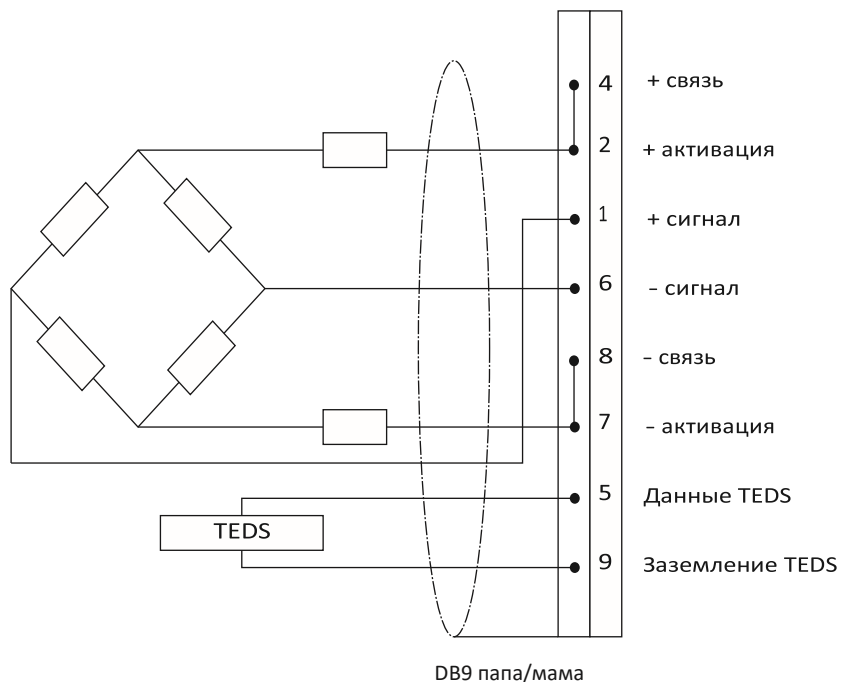 4 + связь
2 + активация
1 + сигнал
6 – сигнал
8 – связь
7 – активация
5 Данные TEDS
TEDS
9 Заземление TEDS
DB9 папа/мама